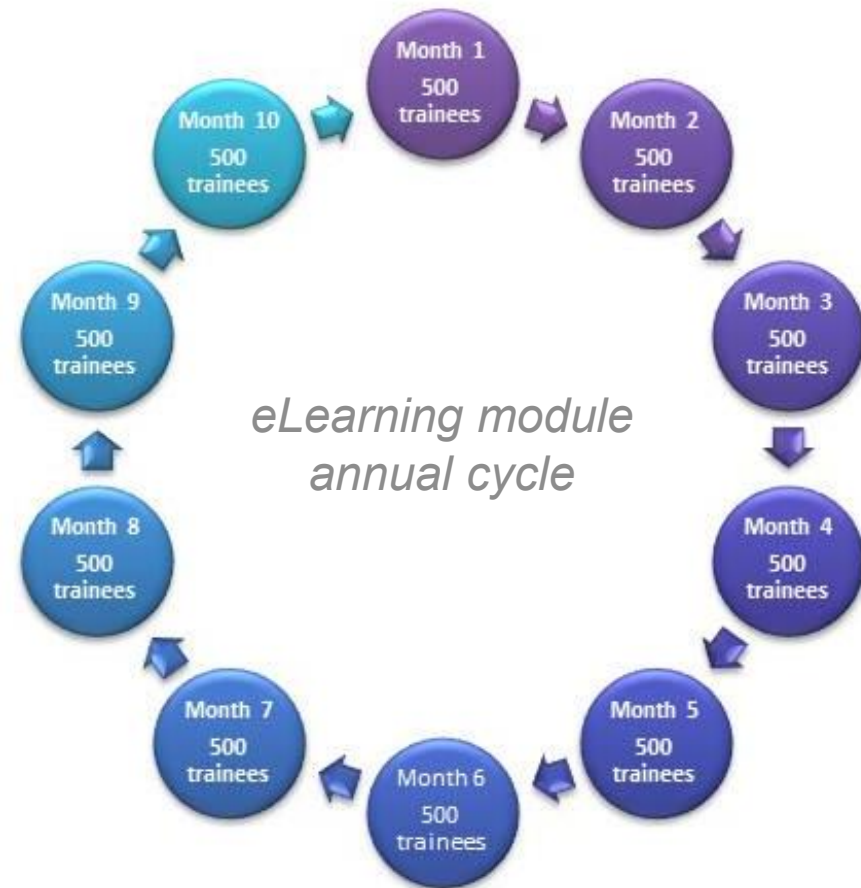 Month 1
500
trainees
Month 2
500
trainees
Month 3
500
trainees
Month 4
500
trainees
Month 5
500
trainees
Month 6
500
trainees
Month 7
500
trainees
Month 8
500
trainees
Month 9
500
trainees
Month 10
500
trainees
eLearning module
annual cycle